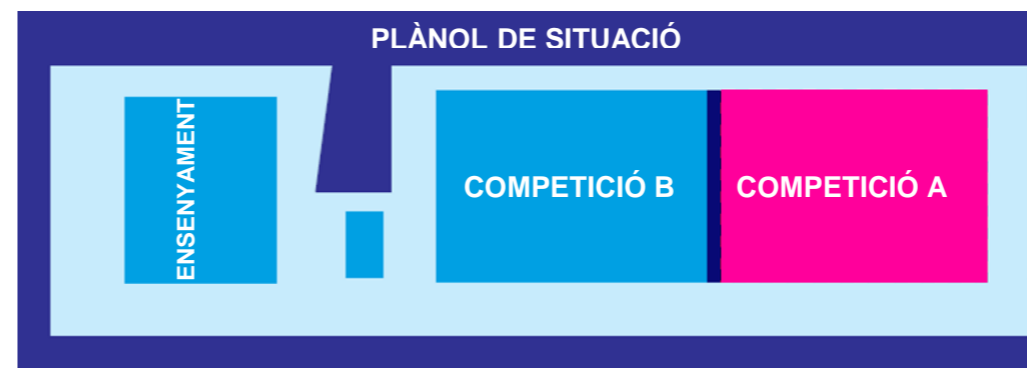 PLÀNOL DE SITUACIÓ
ENSENYAMENT
COMPETICIÓ B
COMPETICIÓ A